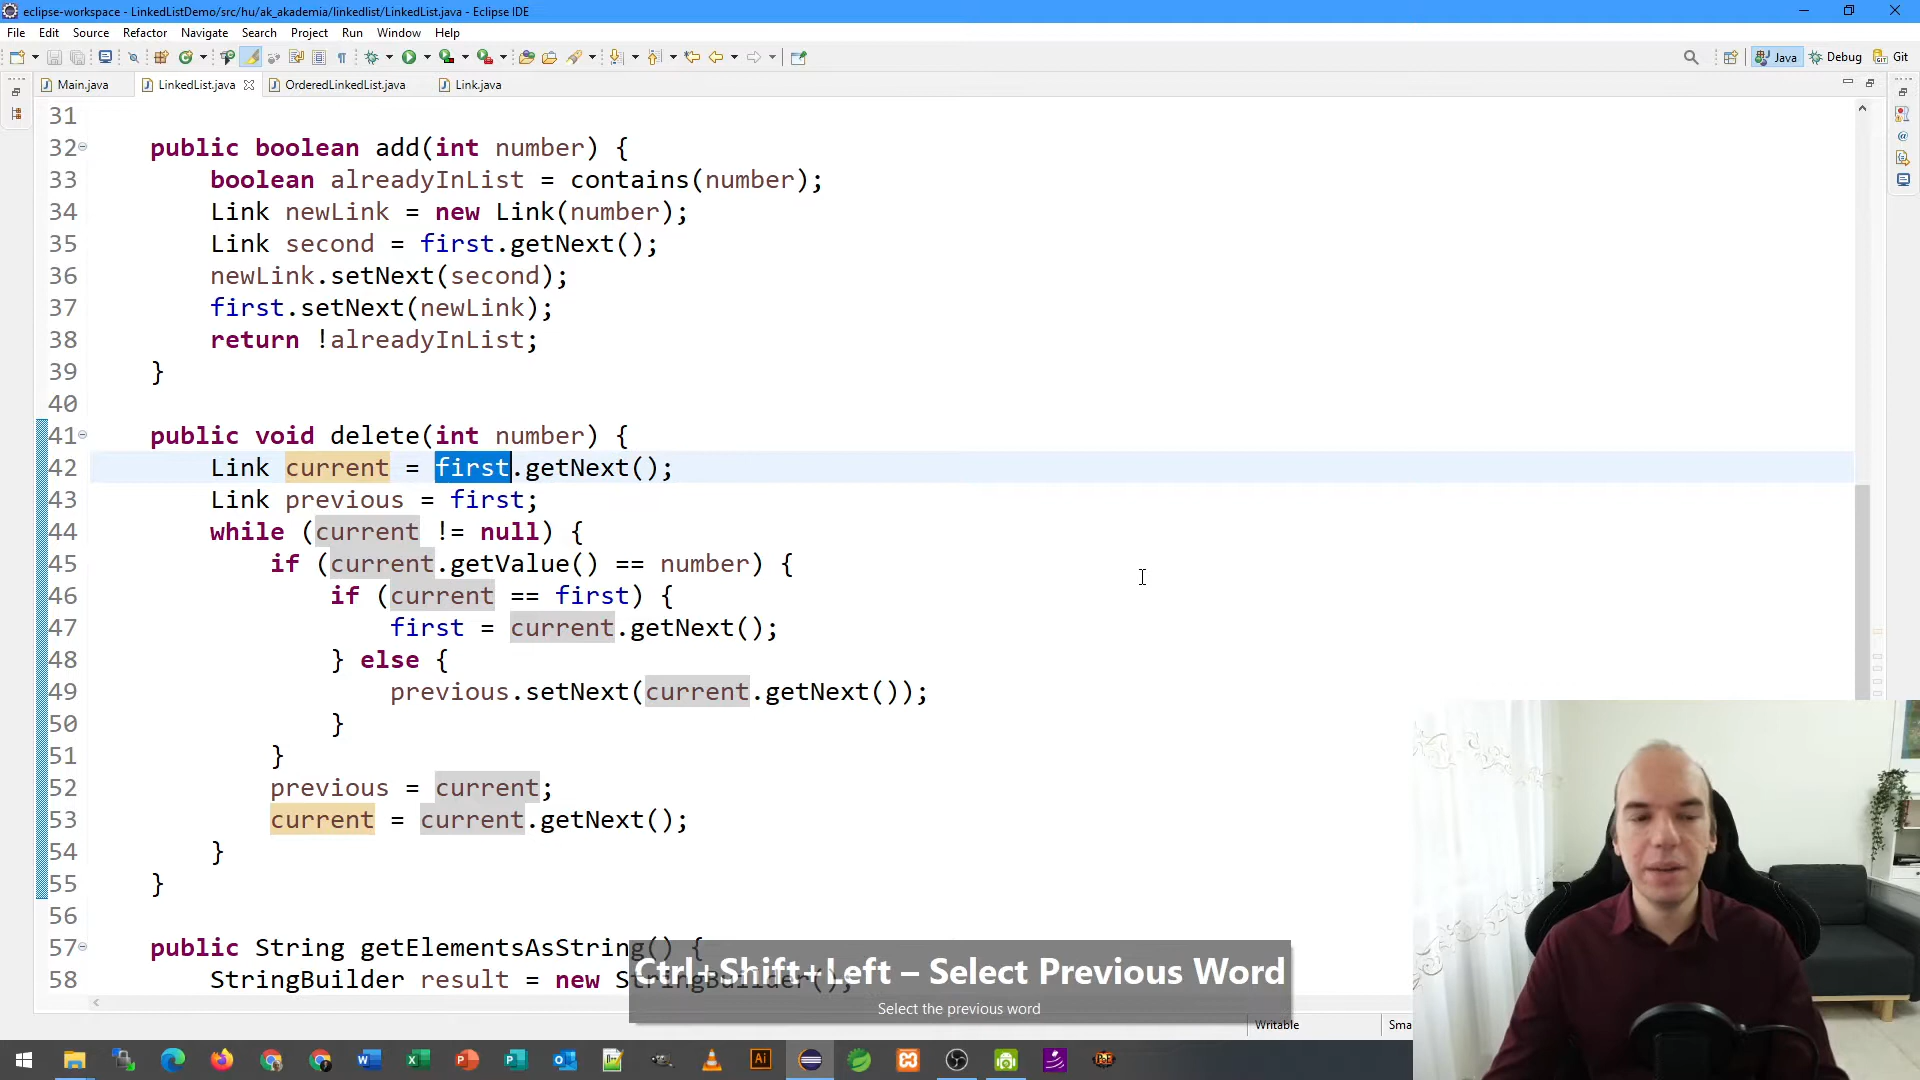 eclipse-workspace - LinkedListDemo/src/hu/ak_akademia/linkedlist/LinkedList.java - Eclipse IDE
File Edit Source Refactor Navigate Search Project Run Window Help
Java Debug Git
Main.java LinkedList.java OrderedLinkedList.java Link.java
31
32 public boolean add(int number) {
33 boolean alreadyInList = contains(number);
34 Link newLink = new Link(number);
35 Link second = first.getNext();
36 newLink.setNext(second);
37 first.setNext(newLink);
38 return !alreadyInList;
39 }
40
41 public void delete(int number) {
42 Link current = first.getNext();
43 Link previous = first;
44 while (current != null) {
45 if (current.getValue() == number) {
46 if (current == first) {
47 first = current.getNext();
48 } else {
49 previous.setNext(current.getNext());
50 }
51 }
52 previous = current;
53 current = current.getNext();
54 }
55 }
56
57 public String getElementsAsString() {
58 StringBuilder result = new StringBuilder();
Ctrl+Shift+Left – Select Previous Word
Select the previous word
Writable Sma